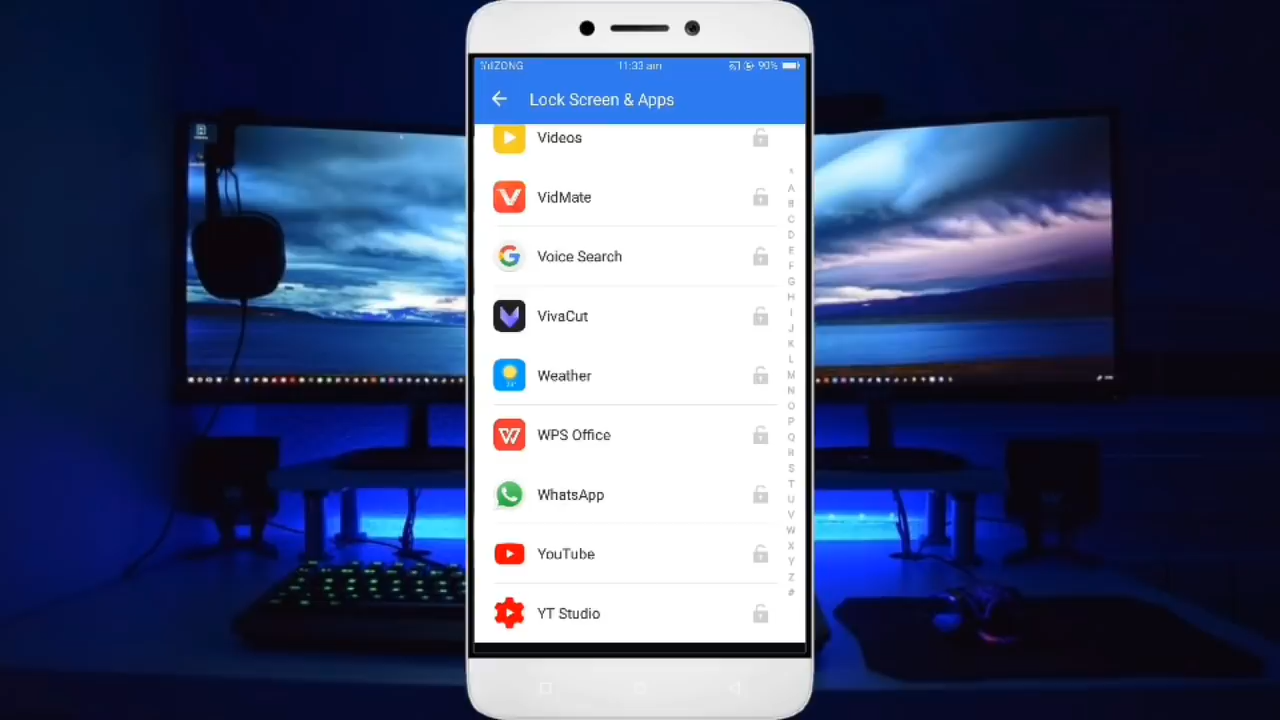 ZONG
11:33 am
90%
Lock Screen & Apps
Videos
VidMate
Voice Search
VivaCut
Weather
WPS Office
WhatsApp
YouTube
YT Studio
A
B
C
D
E
F
G
H
I
J
K
L
M
N
O
P
Q
R
S
T
U
V
W
X
Y
Z
#